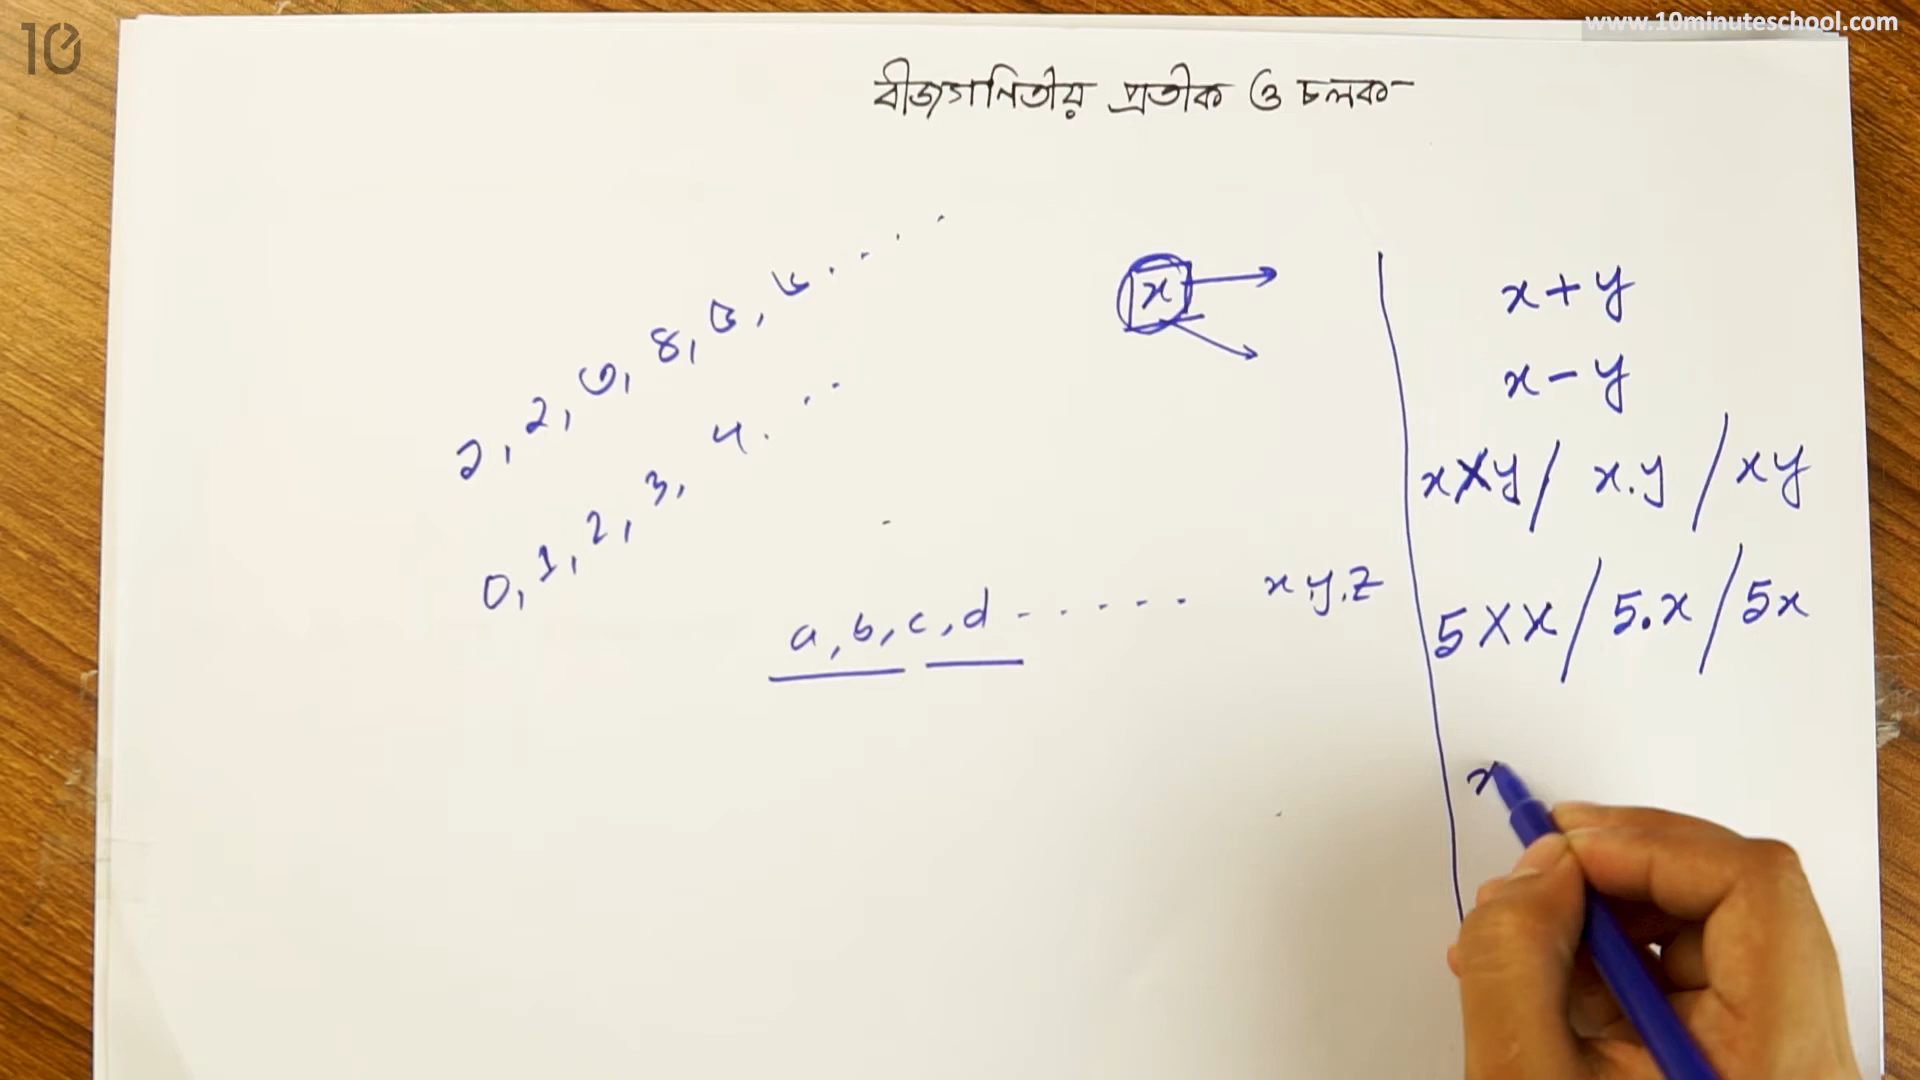 10
www.10minuteschool.com
বীজগানিতীয় প্রতীক ও চলক
১, ২, ৩, ৪, ৫, ৬. . . . .
0, 1, 2, 3, 4. . . .
a, b, c, d - - - - - x,y,z
x
x+y
x-y
x×y/ x.y /xy
5×x/5.x/5x
x